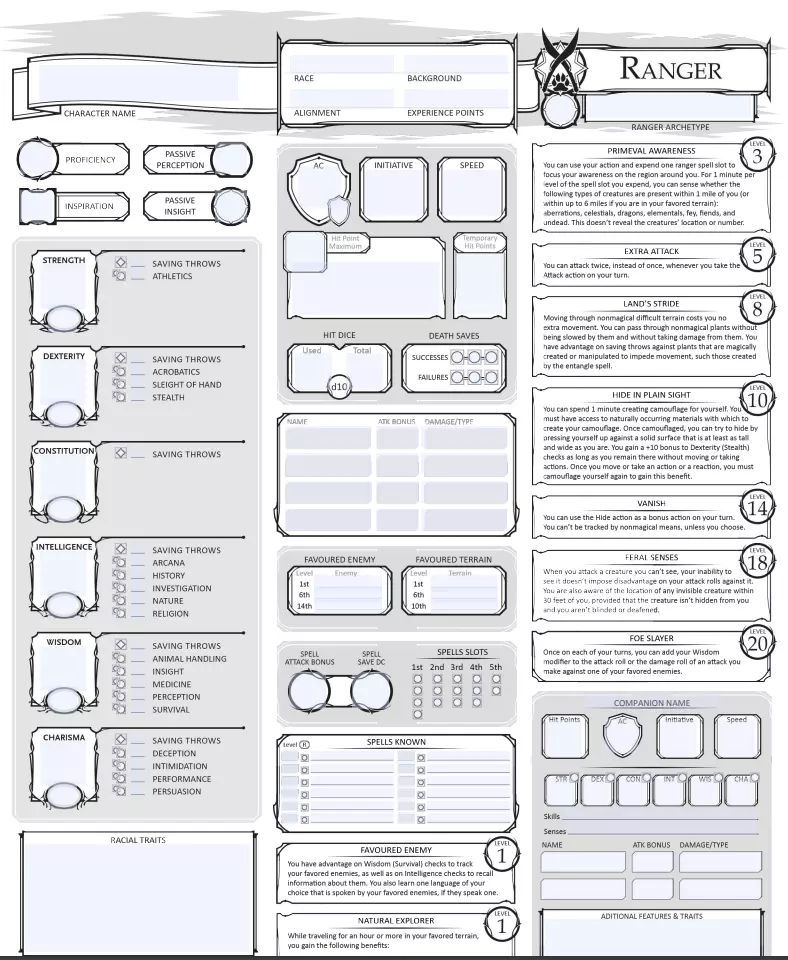 CHARACTER NAME
RACE
BACKGROUND
ALIGNMENT
EXPERIENCE POINTS
RANGER
RANGER ARCHETYPE
PROFICIENCY
PASSIVE
PERCEPTION
INSPIRATION
PASSIVE
INSIGHT
STRENGTH
SAVING THROWS
ATHLETICS
DEXTERITY
SAVING THROWS
ACROBATICS
SLEIGHT OF HAND
STEALTH
CONSTITUTION
SAVING THROWS
INTELLIGENCE
SAVING THROWS
ARCANA
HISTORY
INVESTIGATION
NATURE
RELIGION
WISDOM
SAVING THROWS
ANIMAL HANDLING
INSIGHT
MEDICINE
PERCEPTION
SURVIVAL
CHARISMA
SAVING THROWS
DECEPTION
INTIMIDATION
PERFORMANCE
PERSUASION
RACIAL TRAITS
AC
INITIATIVE
SPEED
Hit Point
Maximum
Temporary
Hit Points
HIT DICE
Used
Total
d10
DEATH SAVES
SUCCESSES
FAILURES
NAME
ATK BONUS
DAMAGE/TYPE
FAVOURED ENEMY
Level
Enemy
1st
6th
14th
FAVOURED TERRAIN
Level
Terrain
1st
6th
10th
SPELL
ATTACK BONUS
SPELL
SAVE DC
SPELLS SLOTS
1st 2nd 3rd 4th 5th
Level R
SPELLS KNOWN
FAVOURED ENEMY
LEVEL
1
You have advantage on Wisdom (Survival) checks to track
your favored enemies, as well as on Intelligence checks to recall
information about them. You also learn one language of your
choice that is spoken by your favored enemies, if they speak one.
NATURAL EXPLORER
LEVEL
1
While traveling for an hour or more in your favored terrain,
you gain the following benefits:
PRIMEVAL AWARENESS
LEVEL
3
You can use your action and expend one ranger spell slot to
focus your awareness on the region around you. For 1 minute per
level of the spell slot you expend, you can sense whether the
following types of creatures are present within 1 mile of you (or
within up to 6 miles if you are in your favored terrain):
aberrations, celestials, dragons, elementals, fey, fiends, and
undead. This doesn't reveal the creatures' location or number.
EXTRA ATTACK
LEVEL
5
You can attack twice, instead of once, whenever you take the
Attack action on your turn.
LAND'S STRIDE
LEVEL
8
Moving through nonmagical difficult terrain costs you no
extra movement. You can pass through nonmagical plants without
being slowed by them and without taking damage from them. You
have advantage on saving throws against plants that are magically
created or manipulated to impede movement, such those created
by the entangle spell.
HIDE IN PLAIN SIGHT
LEVEL
10
You can spend 1 minute creating camouflage for yourself. You
must have access to naturally occurring materials with which to
create your camouflage. Once camouflaged, you can try to hide by
pressing yourself up against a solid surface that is at least as tall
and wide as you are. You gain a +10 bonus to Dexterity (Stealth)
checks as long as you remain there without moving or taking
actions. Once you move or take an action or a reaction, you must
camouflage yourself again to gain this benefit.
VANISH
LEVEL
14
You can use the Hide action as a bonus action on your turn.
You can't be tracked by nonmagical means, unless you choose.
FERAL SENSES
LEVEL
18
When you attack a creature you can't see, your inability to
see it doesn't impose disadvantage on your attack rolls against it.
You are also aware of the location of any invisible creature within
30 feet of you, provided that the creature isn't hidden from you
and you aren't blinded or deafened.
FOE SLAYER
LEVEL
20
Once on each of your turns, you can add your Wisdom
modifier to the attack roll or the damage roll of an attack you
make against one of your favored enemies.
COMPANION NAME
Hit Points
AC
Initiative
Speed
STR
DEX
CON
INT
WIS
CHA
Skills
Senses
NAME
ATK BONUS
DAMAGE/TYPE
ADITIONAL FEATURES & TRAITS